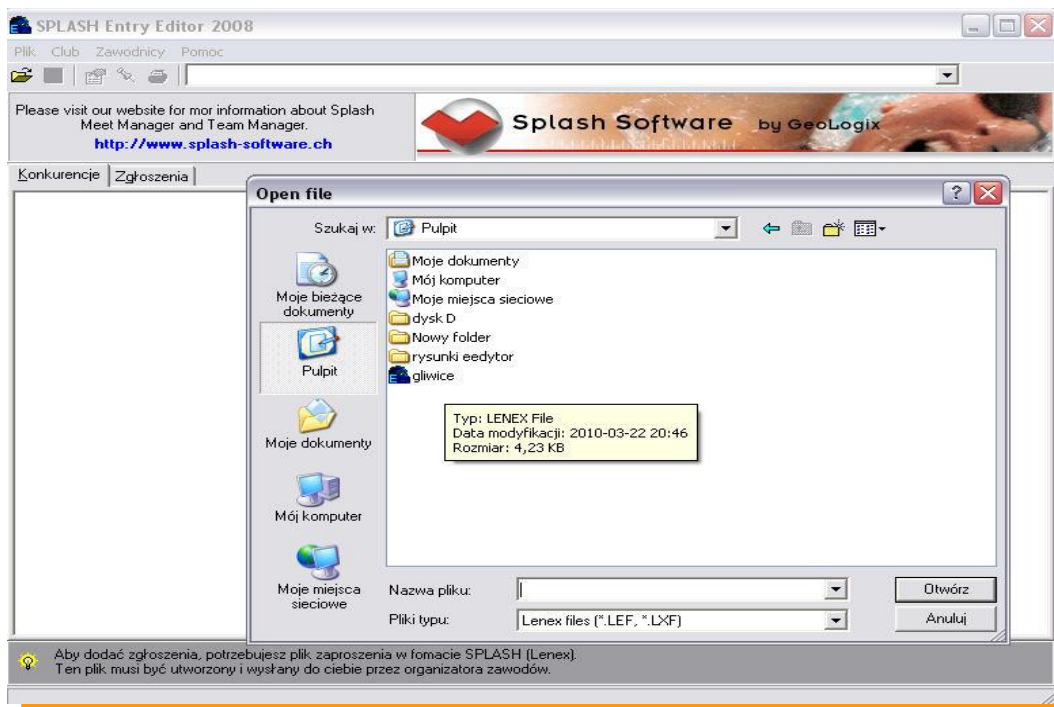 SPLASH Entry Editor 2008
Plik Club Zawodnicy Pomoc
Please visit our website for mor information about Splash
Meet Manager and Team Manager.
http://www.splash-software.ch
Splash Software by GeoLogix
Konkurencje Zgłoszenia
Open file
Szukaj w: Pulpit
Moje bieżące
dokumenty
Pulpit
Moje dokumenty
Mój komputer
Moje miejsca
sieciowe
Moje dokumenty
Mój komputer
Moje miejsca sieciowe
dysk D
Nowy folder
rysunki eedytor
gliwice
Typ: LENEX File
Data modyfikacji: 2010-03-22 20:46
Rozmiar: 4,23 KB
Nazwa pliku: Otwórz
Pliki typu: Lenex files (*.LEF, *.LXF) Anuluj
Aby dodać zgłoszenia, potrzebujesz plik zaproszenia w fomacie SPLASH (Lenex).
Ten plik musi być utworzony i wysłany do ciebie przez organizatora zawodów.